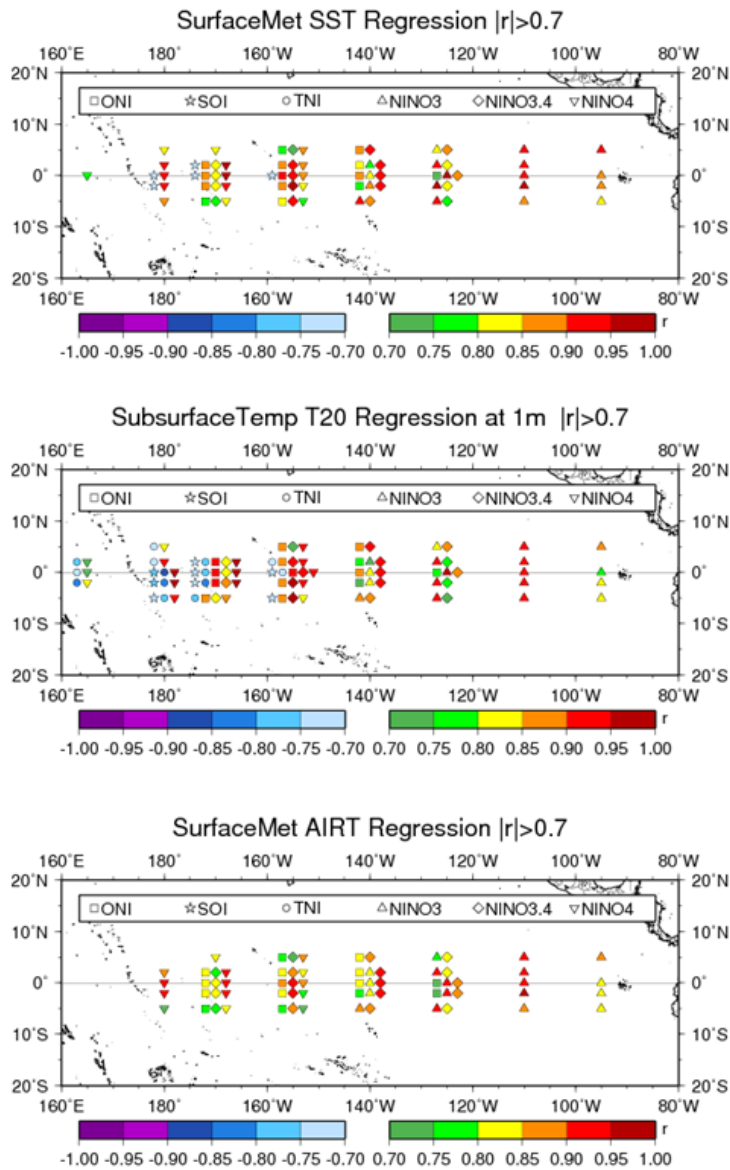 SurfaceMet SST Regression |r|>0.7
160˚E 180˚ 160˚W 140˚W 120˚W 100˚W 80˚W
20˚N 20˚N
ONI SOI TNI NINO3 NINO3.4 NINO4
10˚N 10˚N
0˚ 0˚
10˚S 10˚S
20˚S 20˚S
160˚E 180˚ 160˚W 140˚W 120˚W 100˚W 80˚W
r
-1.00 -0.95 -0.90 -0.85 -0.80 -0.75 -0.70 0.70 0.75 0.80 0.85 0.90 0.95 1.00
SubsurfaceTemp T20 Regression at 1m |r|>0.7
160˚E 180˚ 160˚W 140˚W 120˚W 100˚W 80˚W
20˚N 20˚N
ONI SOI TNI NINO3 NINO3.4 NINO4
10˚N 10˚N
0˚ 0˚
10˚S 10˚S
20˚S 20˚S
160˚E 180˚ 160˚W 140˚W 120˚W 100˚W 80˚W
r
-1.00 -0.95 -0.90 -0.85 -0.80 -0.75 -0.70 0.70 0.75 0.80 0.85 0.90 0.95 1.00
SurfaceMet AIRT Regression |r|>0.7
160˚E 180˚ 160˚W 140˚W 120˚W 100˚W 80˚W
20˚N 20˚N
ONI SOI TNI NINO3 NINO3.4 NINO4
10˚N 10˚N
0˚ 0˚
10˚S 10˚S
20˚S 20˚S
160˚E 180˚ 160˚W 140˚W 120˚W 100˚W 80˚W
r
-1.00 -0.95 -0.90 -0.85 -0.80 -0.75 -0.70 0.70 0.75 0.80 0.85 0.90 0.95 1.00